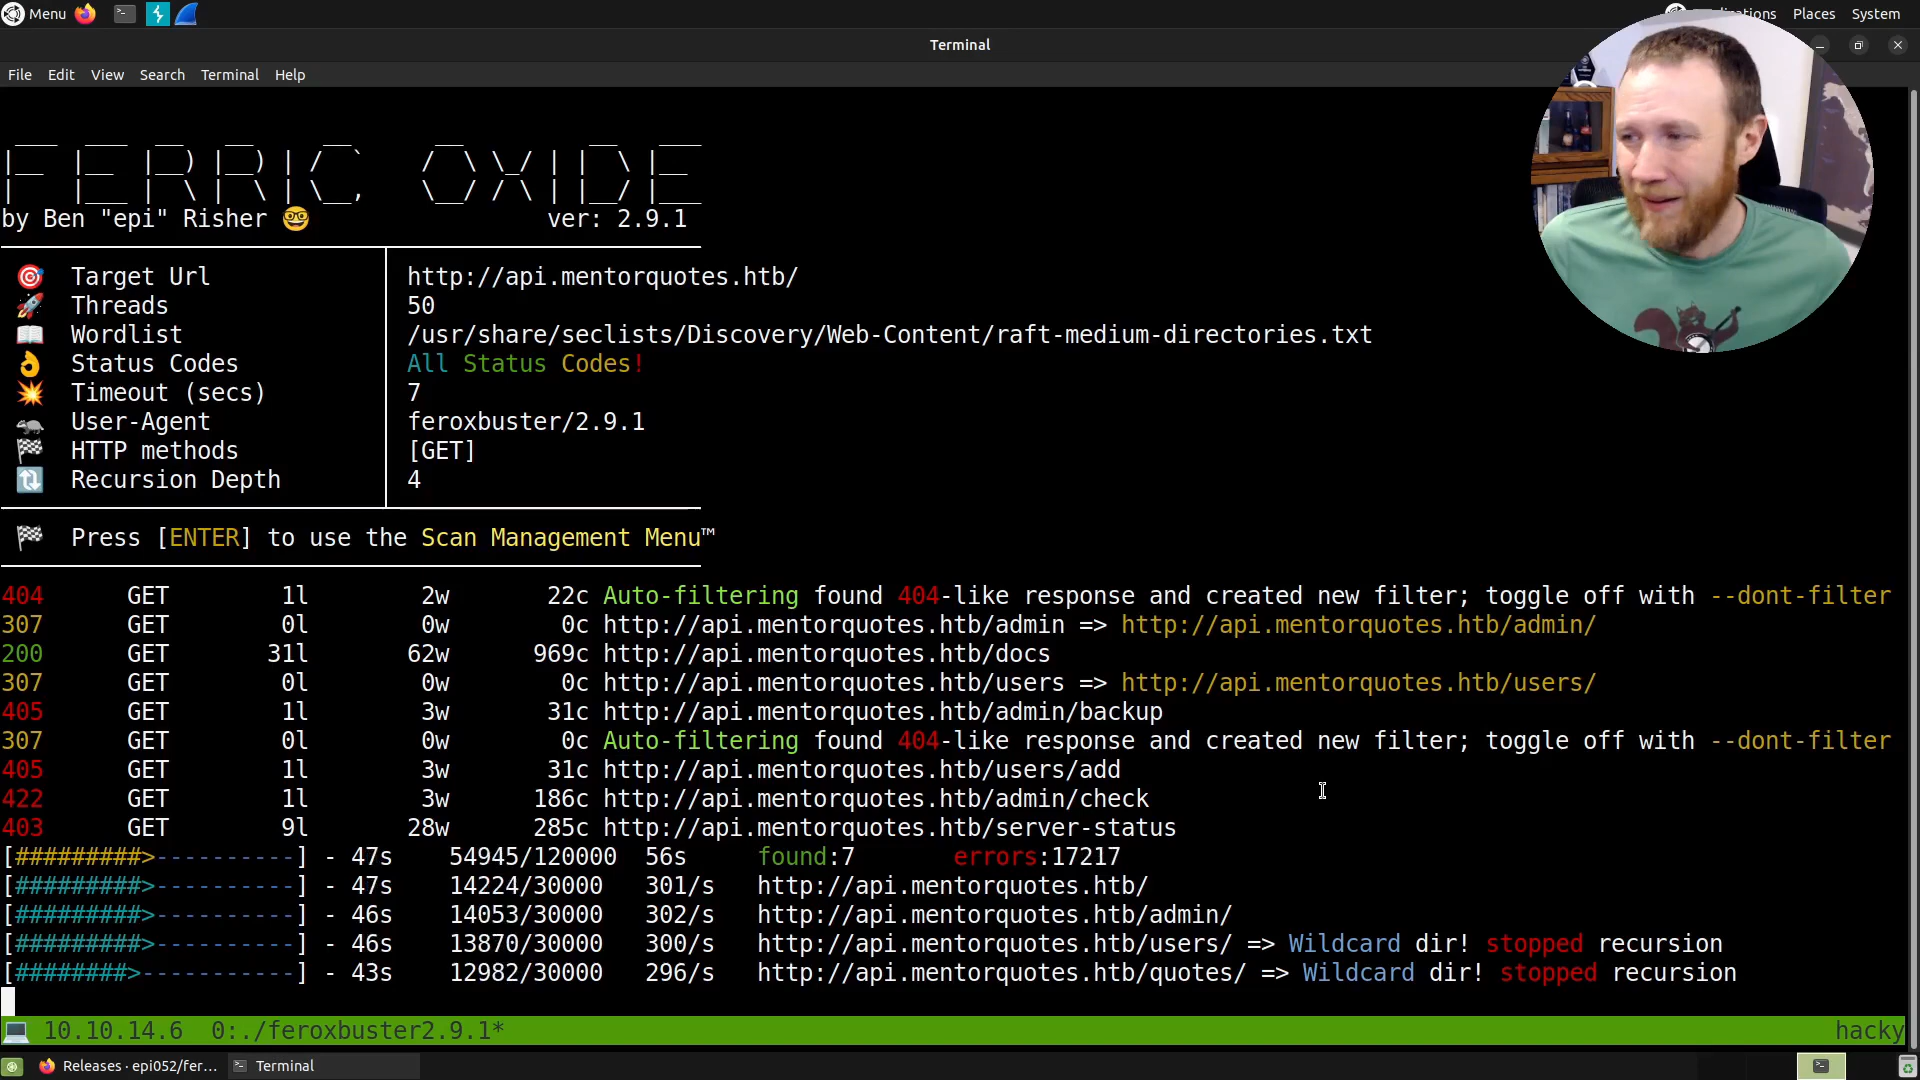 Menu
Applications Places System
Terminal
File Edit View Search Terminal Help
FERRIC OXIDE
by Ben "epi" Risher 🤓 ver: 2.9.1
🎯 Target Url │ http://api.mentorquotes.htb/
🚀 Threads │ 50
📖 Wordlist │ /usr/share/seclists/Discovery/Web-Content/raft-medium-directories.txt
👌 Status Codes │ All Status Codes!
💥 Timeout (secs) │ 7
🦡 User-Agent │ feroxbuster/2.9.1
🏁 HTTP methods │ [GET]
🔃 Recursion Depth │ 4
🏁 Press [ENTER] to use the Scan Management Menu™
404 GET 1l 2w 22c Auto-filtering found 404-like response and created new filter; toggle off with --dont-filter
307 GET 0l 0w 0c http://api.mentorquotes.htb/admin => http://api.mentorquotes.htb/admin/
200 GET 31l 62w 969c http://api.mentorquotes.htb/docs
307 GET 0l 0w 0c http://api.mentorquotes.htb/users => http://api.mentorquotes.htb/users/
405 GET 1l 3w 31c http://api.mentorquotes.htb/admin/backup
307 GET 0l 0w 0c Auto-filtering found 404-like response and created new filter; toggle off with --dont-filter
405 GET 1l 3w 31c http://api.mentorquotes.htb/users/add
422 GET 1l 3w 186c http://api.mentorquotes.htb/admin/check
403 GET 9l 28w 285c http://api.mentorquotes.htb/server-status
[#########>----------] - 47s 54945/120000 56s found:7 errors:17217
[#########>----------] - 47s 14224/30000 301/s http://api.mentorquotes.htb/
[#########>----------] - 46s 14053/30000 302/s http://api.mentorquotes.htb/admin/
[#########>----------] - 46s 13870/30000 300/s http://api.mentorquotes.htb/users/ => Wildcard dir! stopped recursion
[########>-----------] - 43s 12982/30000 296/s http://api.mentorquotes.htb/quotes/ => Wildcard dir! stopped recursion
💻 10.10.14.6 0:./feroxbuster2.9.1* hacky
Releases · epi052/fer... Terminal